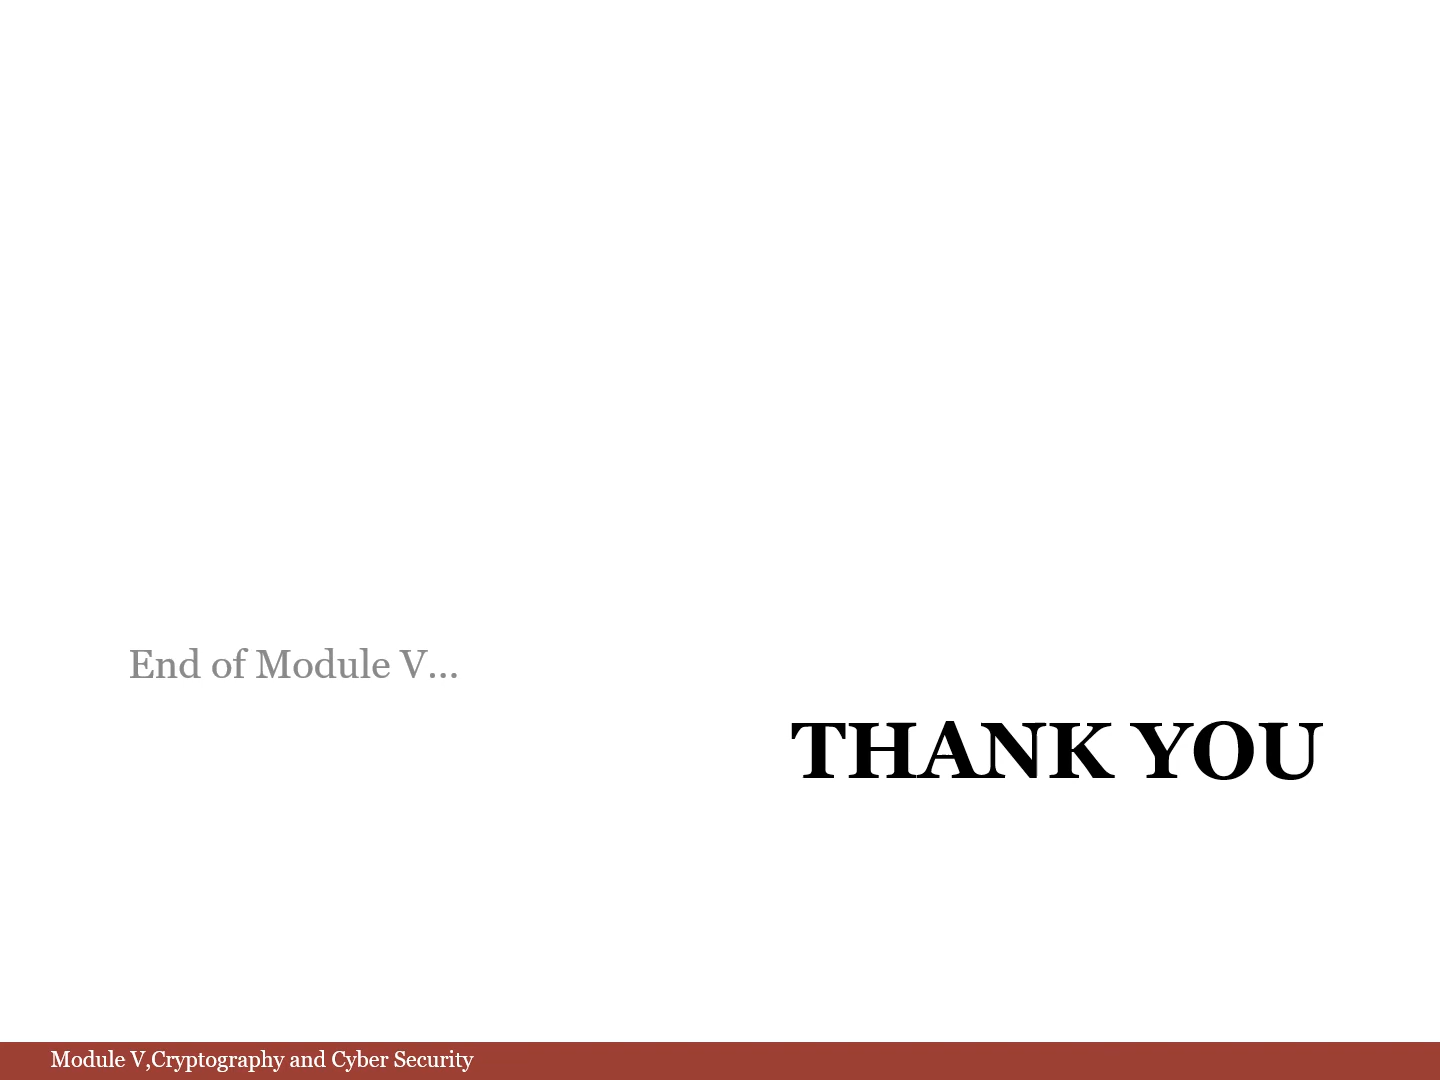 End of Module V...
THANK YOU
Module V,Cryptography and Cyber Security